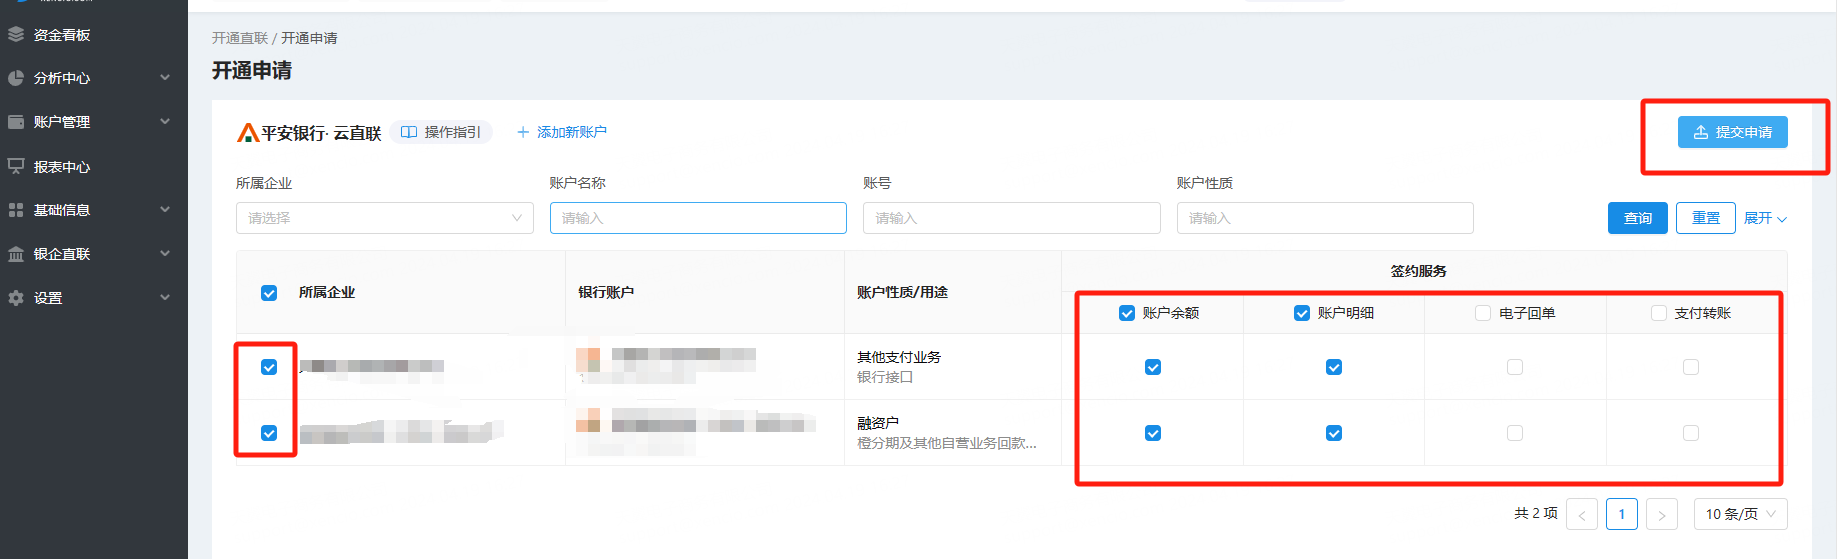 资金看板
分析中心
账户管理
报表中心
基础信息
银企直联
设置
开通直联 / 开通申请
开通申请
平安银行· 云直联
操作指引
+ 添加新账户
提交申请
所属企业
账户名称
账号
账户性质
请选择
请输入
请输入
请输入
查询
重置
展开
所属企业
银行账户
账户性质/用途
签约服务
账户余额
账户明细
电子回单
支付转账
其他支付业务
银行接口
融资户
橙分期及其他自营业务回款...
共 2 项
<
1
>
10 条/页